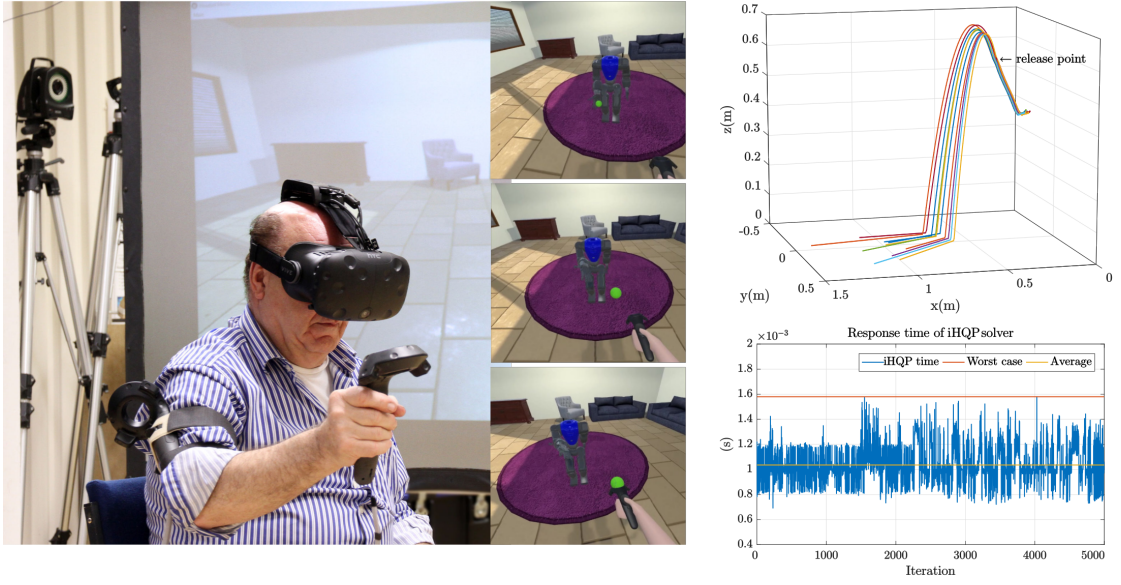 hTC
0.7
0.6
0.5
0.4
0.3
0.2
0.1
0
-0.5
0
0.5
z(m)
← release point
y(m)
1.5
1
0.5
0
x(m)
×10⁻³
Response time of iHQP solver
iHQP time Worst case Average
1.8
1.6
1.4
1.2
1
0.8
0.6
0.4
(s)
0 1000 2000 3000 4000 5000
Iteration